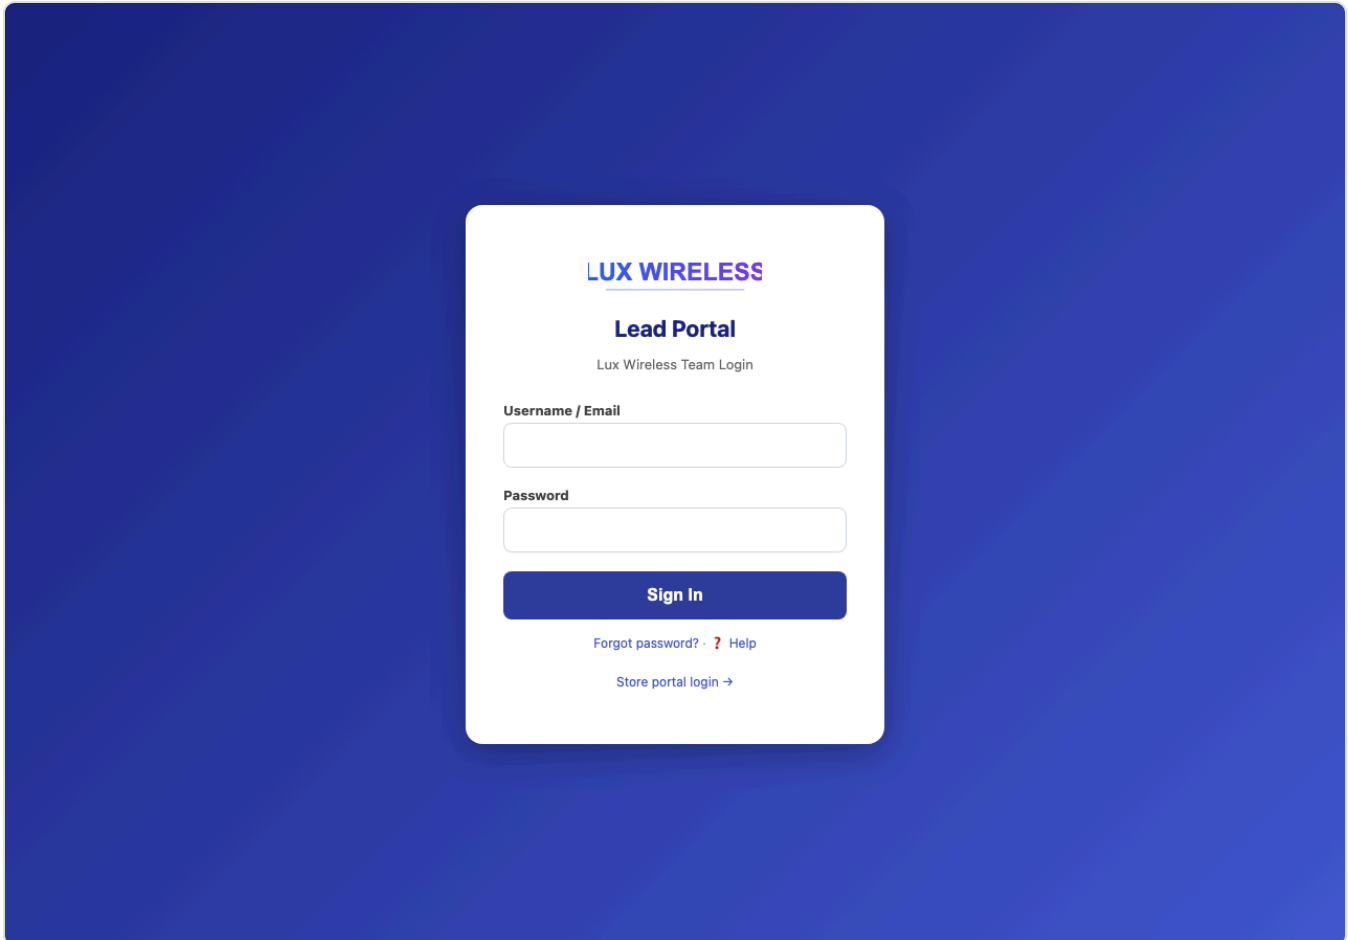 LUX WIRELESS
Lead Portal
Lux Wireless Team Login
Username / Email
Password
Sign In
Forgot password? · ❓ Help
Store portal login →